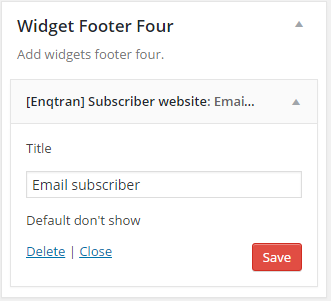 Widget Footer Four
Add widgets footer four.
[Enqtran] Subscriber website: Email...
Title
Email subscriber
Default don't show
Delete | Close
Save